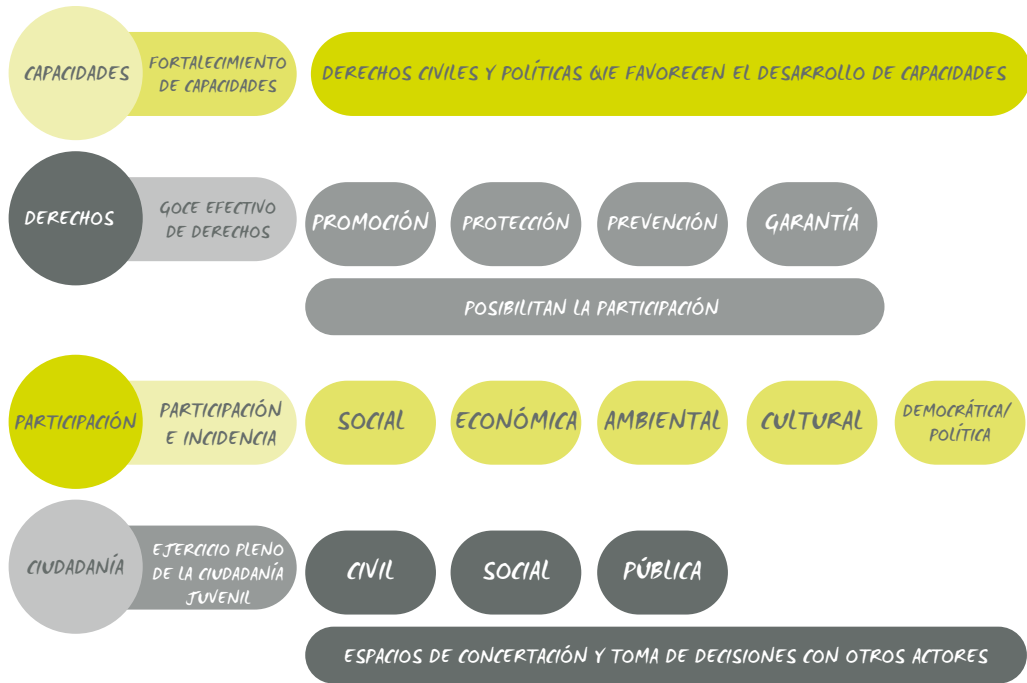 CAPACIDADES
FORTALECIMIENTO
DE CAPACIDADES
DERECHOS CIVILES Y POLÍTICAS QUE FAVORECEN EL DESARROLLO DE CAPACIDADES
DERECHOS
GOCE EFECTIVO
DE DERECHOS
PROMOCIÓN
PROTECCIÓN
PREVENCIÓN
GARANTÍA
POSIBILITAN LA PARTICIPACIÓN
PARTICIPACIÓN
PARTICIPACIÓN
E INCIDENCIA
SOCIAL
ECONÓMICA
AMBIENTAL
CULTURAL
DEMOCRÁTICA/
POLÍTICA
CIUDADANÍA
EJERCICIO PLENO
DE LA CIUDADANÍA
JUVENIL
CIVIL
SOCIAL
PÚBLICA
ESPACIOS DE CONCERTACIÓN Y TOMA DE DECISIONES CON OTROS ACTORES